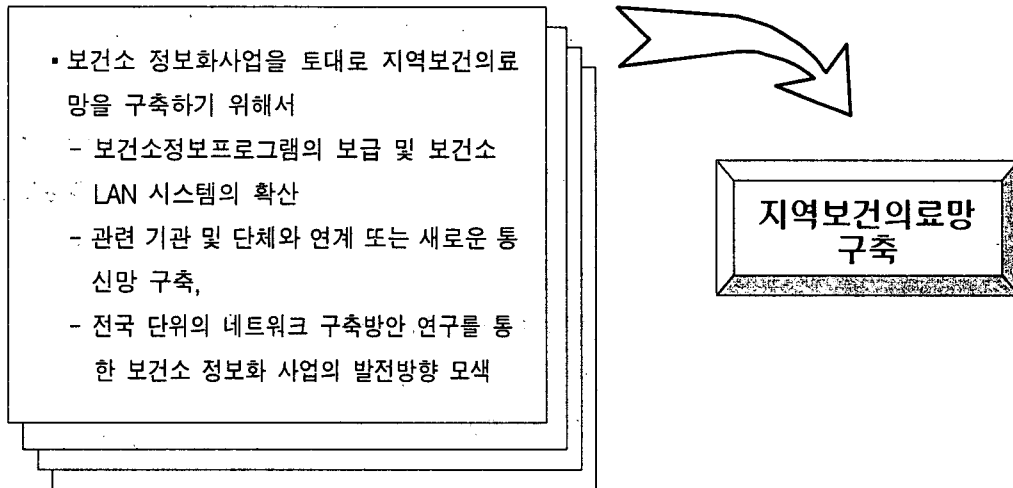 ▪ 보건소 정보화사업을 토대로 지역보건의료
망을 구축하기 위해서
- 보건소정보프로그램의 보급 및 보건소
LAN 시스템의 확산
- 관련 기관 및 단체와 연계 또는 새로운 통
신망 구축,
- 전국 단위의 네트워크 구축방안 연구를 통
한 보건소 정보화 사업의 발전방향 모색
지역보건의료망
구축